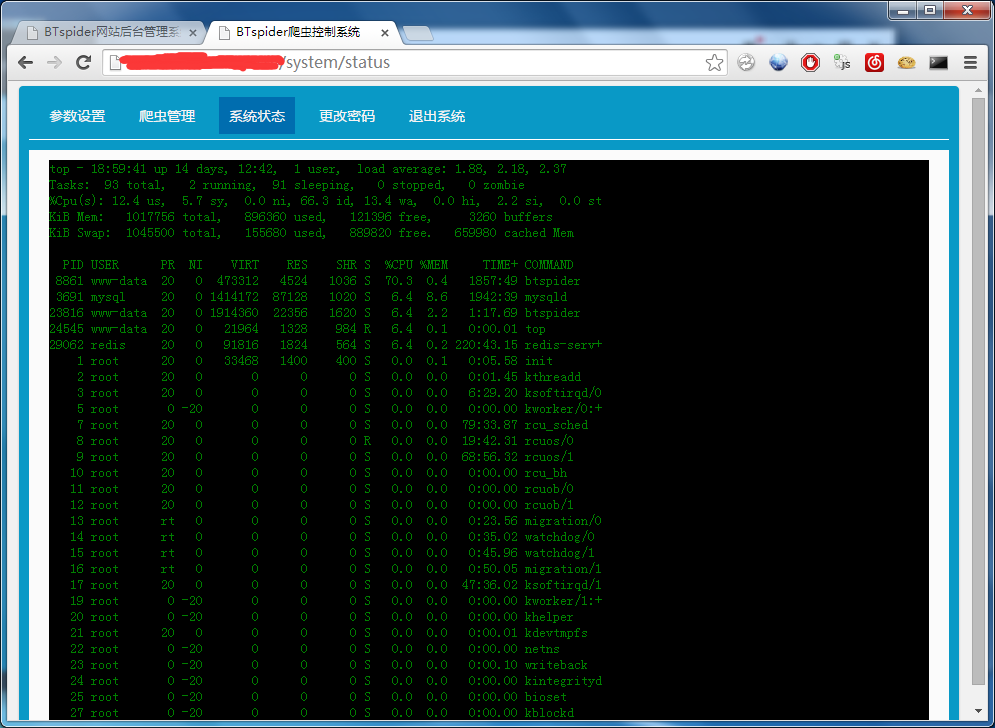 BTspider网站后台管理系
BTspider爬虫控制系统
/system/status
参数设置 爬虫管理 系统状态 更改密码 退出系统
top - 18:59:41 up 14 days, 12:42,  1 user,  load average: 1.88, 2.18, 2.37
Tasks:  93 total,   2 running,  91 sleeping,   0 stopped,   0 zombie
%Cpu(s): 12.4 us,  5.7 sy,  0.0 ni, 66.3 id, 13.4 wa,  0.0 hi,  2.2 si,  0.0 st
KiB Mem:   1017756 total,   896360 used,   121396 free,     3260 buffers
KiB Swap:  1045500 total,   155680 used,   889820 free.   659980 cached Mem
PID USER      PR  NI    VIRT    RES    SHR S  %CPU %MEM     TIME+ COMMAND
8861 www-data  20   0  473312   4524   1036 S  70.3  0.4   1857:49 btspider
3691 mysql     20   0 1414172  87128   1020 S   6.4  8.6   1942:39 mysqld
23816 www-data  20   0 1914360  22356   1620 S   6.4  2.2   1:17.69 btspider
24545 www-data  20   0   21964   1328    984 R   6.4  0.1   0:00.01 top
29062 redis     20   0   91816   1824    564 S   6.4  0.2 220:43.15 redis-serv+
1 root      20   0   33468   1400    400 S   0.0  0.1   0:05.58 init
2 root      20   0       0      0      0 S   0.0  0.0   0:01.45 kthreadd
3 root      20   0       0      0      0 S   0.0  0.0   6:29.20 ksoftirqd/0
5 root       0 -20       0      0      0 S   0.0  0.0   0:00.00 kworker/0:+
7 root      20   0       0      0      0 S   0.0  0.0  79:33.87 rcu_sched
8 root      20   0       0      0      0 R   0.0  0.0  19:42.31 rcuos/0
9 root      20   0       0      0      0 S   0.0  0.0  68:56.32 rcuos/1
10 root      20   0       0      0      0 S   0.0  0.0   0:00.00 rcu_bh
11 root      20   0       0      0      0 S   0.0  0.0   0:00.00 rcuob/0
12 root      20   0       0      0      0 S   0.0  0.0   0:00.00 rcuob/1
13 root      rt   0       0      0      0 S   0.0  0.0   0:23.56 migration/0
14 root      rt   0       0      0      0 S   0.0  0.0   0:35.02 watchdog/0
15 root      rt   0       0      0      0 S   0.0  0.0   0:45.96 watchdog/1
16 root      rt   0       0      0      0 S   0.0  0.0   0:50.05 migration/1
17 root      20   0       0      0      0 S   0.0  0.0  47:36.02 ksoftirqd/1
19 root       0 -20       0      0      0 S   0.0  0.0   0:00.00 kworker/1:+
20 root       0 -20       0      0      0 S   0.0  0.0   0:00.00 khelper
21 root      20   0       0      0      0 S   0.0  0.0   0:00.01 kdevtmpfs
22 root       0 -20       0      0      0 S   0.0  0.0   0:00.00 netns
23 root       0 -20       0      0      0 S   0.0  0.0   0:00.10 writeback
24 root       0 -20       0      0      0 S   0.0  0.0   0:00.00 kintegrityd
25 root       0 -20       0      0      0 S   0.0  0.0   0:00.00 bioset
27 root       0 -20       0      0      0 S   0.0  0.0   0:00.00 kblockd